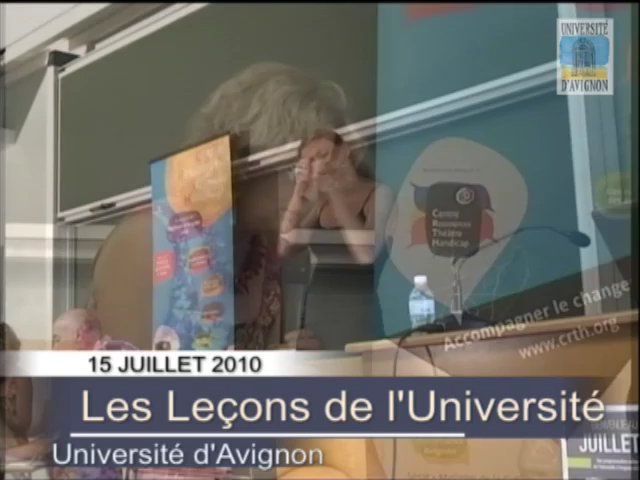 UNIVERSITÉ
D'AVIGNON
Centre
Ressources
Théâtre
Handicap
Accompagner le change
www.crth.org
15 JUILLET 2010
Les Leçons de l'Université
Université d'Avignon
JUILLET